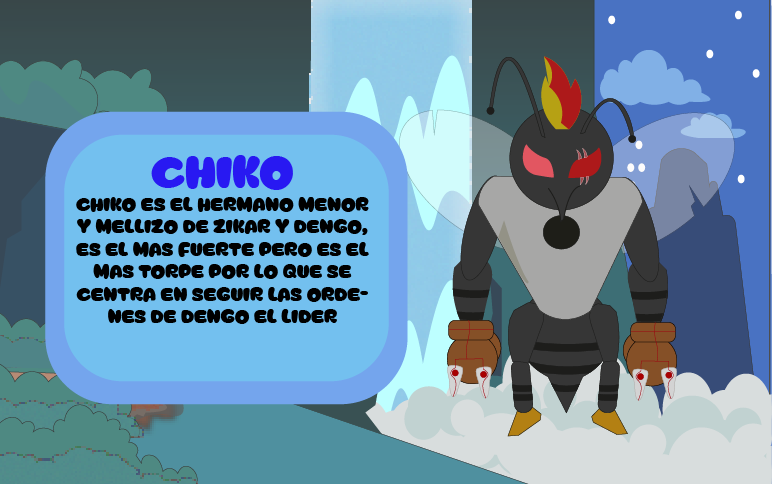 CHIKO
CHIKO ES EL HERMANO MENOR
Y MELLIZO DE ZIKAR Y DENGO,
ES EL MAS FUERTE PERO ES EL
MAS TORPE POR LO QUE SE
CENTRA EN SEGUIR LAS ORDE-
NES DE DENGO EL LIDER